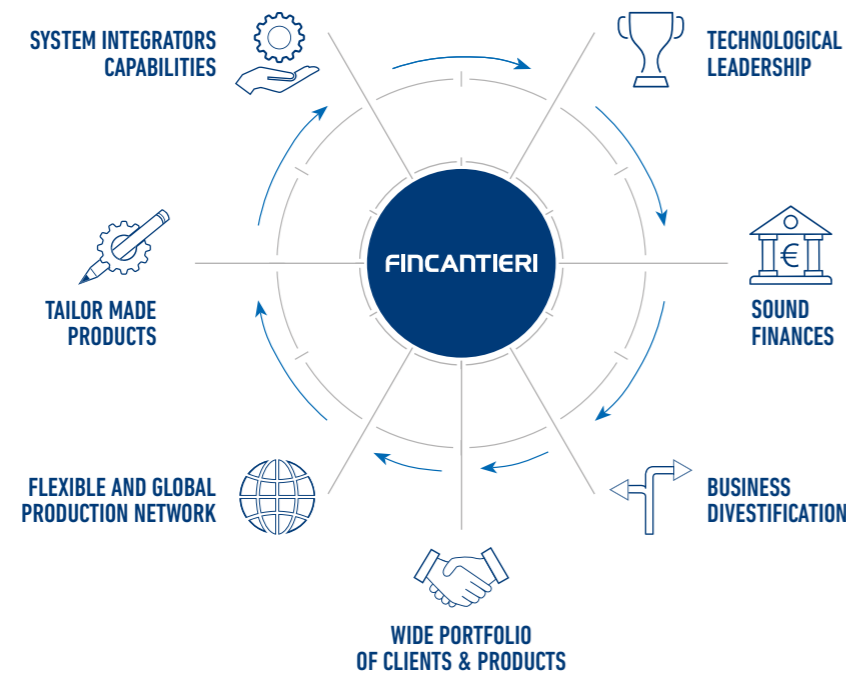 SYSTEM INTEGRATORS
CAPABILITIES
TECHNOLOGICAL
LEADERSHIP
FINCANTIERI
€
TAILOR MADE
PRODUCTS
SOUND
FINANCES
FLEXIBLE AND GLOBAL
PRODUCTION NETWORK
BUSINESS
DIVESTIFICATION
WIDE PORTFOLIO
OF CLIENTS & PRODUCTS